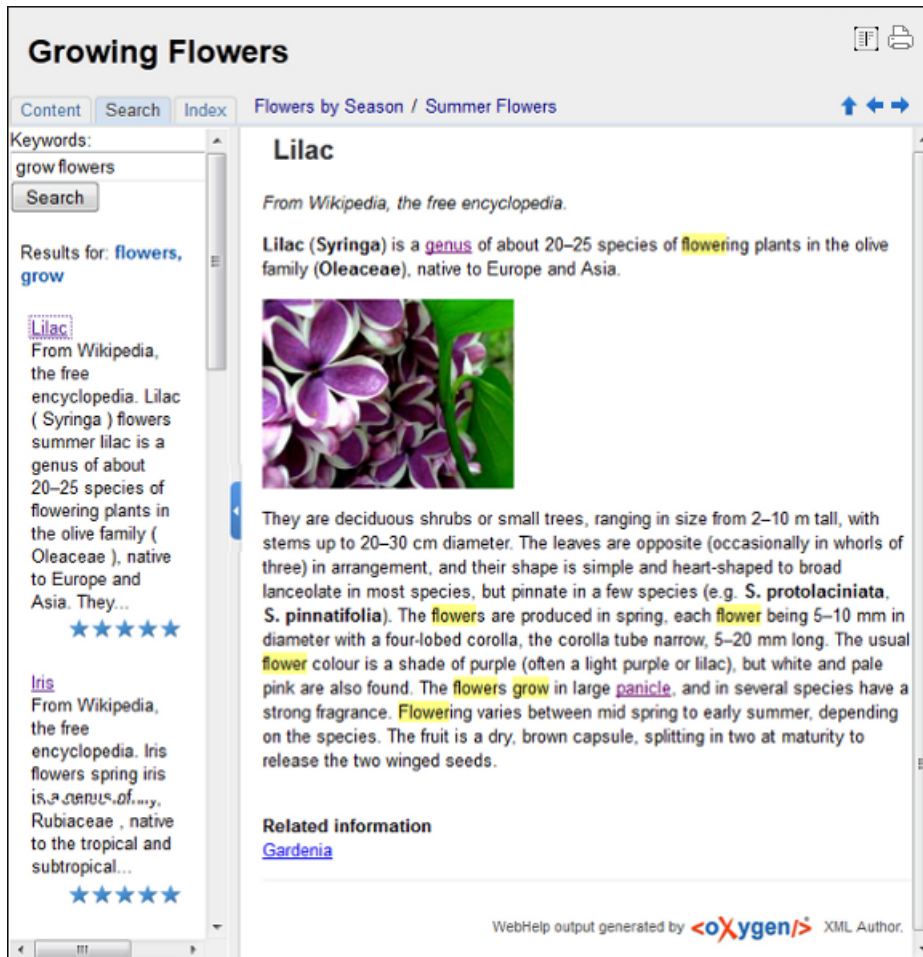 Growing Flowers
Content Search Index
Flowers by Season / Summer Flowers
Keywords:
grow flowers
Search
Results for: flowers,
grow
Lilac
From Wikipedia,
the free
encyclopedia. Lilac
( Syringa ) flowers
summer lilac is a
genus of about
20–25 species of
flowering plants in
the olive family (
Oleaceae ), native
to Europe and
Asia. They...
Iris
From Wikipedia,
the free
encyclopedia. Iris
flowers spring iris
is a genus of
Rubiaceae , native
to the tropical and
subtropical...
Lilac
From Wikipedia, the free encyclopedia.
Lilac (Syringa) is a genus of about 20–25 species of flowering plants in the olive
family (Oleaceae), native to Europe and Asia.
They are deciduous shrubs or small trees, ranging in size from 2–10 m tall, with
stems up to 20–30 cm diameter. The leaves are opposite (occasionally in whorls of
three) in arrangement, and their shape is simple and heart-shaped to broad
lanceolate in most species, but pinnate in a few species (e.g. S. protolaciniata,
S. pinnatifolia). The flowers are produced in spring, each flower being 5–10 mm in
diameter with a four-lobed corolla, the corolla tube narrow, 5–20 mm long. The usual
flower colour is a shade of purple (often a light purple or lilac), but white and pale
pink are also found. The flowers grow in large panicle, and in several species have a
strong fragrance. Flowering varies between mid spring to early summer, depending
on the species. The fruit is a dry, brown capsule, splitting in two at maturity to
release the two winged seeds.
Related information
Gardenia
WebHelp output generated by <oXygen/> XML Author.